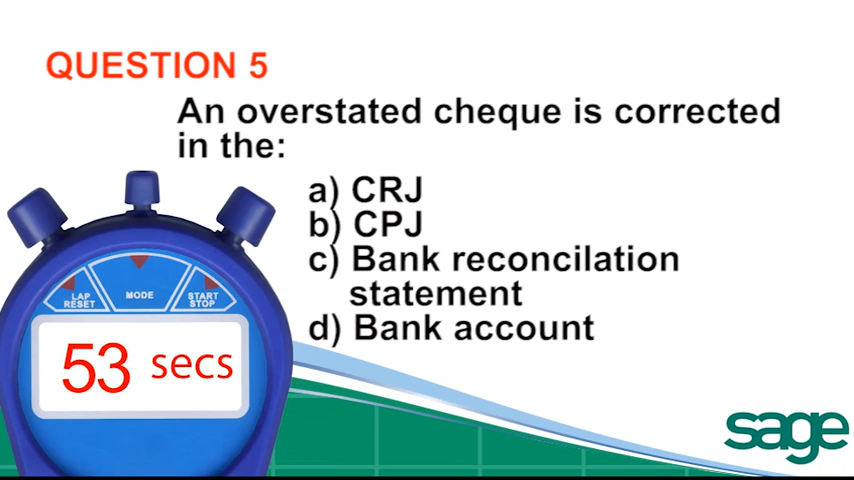 QUESTION 5
An overstated cheque is corrected
in the:
a) CRJ
b) CPJ
c) Bank reconcilation
statement
d) Bank account
LAP
RESET
MODE
START
STOP
53 secs
sage